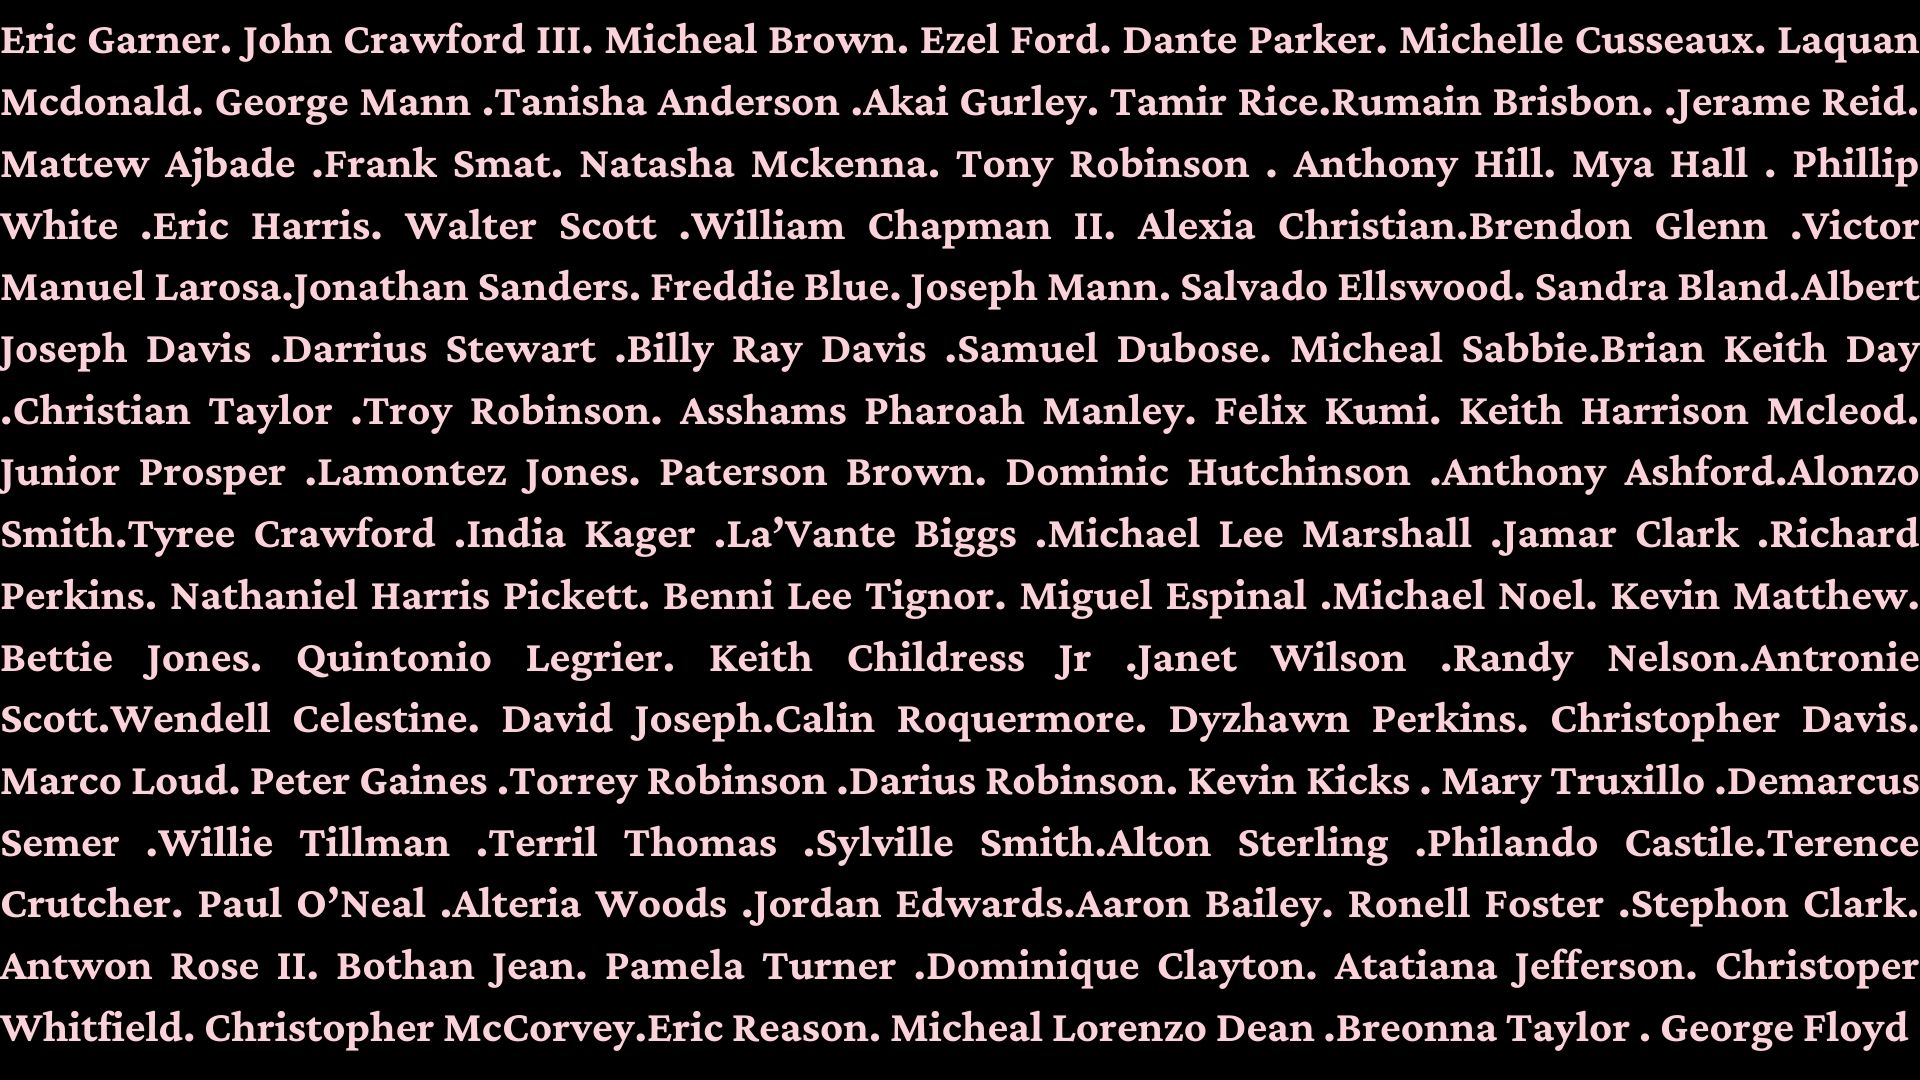 Eric Garner. John Crawford III. Micheal Brown. Ezel Ford. Dante Parker. Michelle Cusseaux. Laquan
Mcdonald. George Mann .Tanisha Anderson .Akai Gurley. Tamir Rice.Rumain Brisbon. .Jerame Reid.
Mattew Ajbade .Frank Smat. Natasha Mckenna. Tony Robinson . Anthony Hill. Mya Hall . Phillip
White .Eric Harris. Walter Scott .William Chapman II. Alexia Christian.Brendon Glenn .Victor
Manuel Larosa.Jonathan Sanders. Freddie Blue. Joseph Mann. Salvado Ellswood. Sandra Bland.Albert
Joseph Davis .Darrius Stewart .Billy Ray Davis .Samuel Dubose. Micheal Sabbie.Brian Keith Day
.Christian Taylor .Troy Robinson. Asshams Pharoah Manley. Felix Kumi. Keith Harrison Mcleod.
Junior Prosper .Lamontez Jones. Paterson Brown. Dominic Hutchinson .Anthony Ashford.Alonzo
Smith.Tyree Crawford .India Kager .La’Vante Biggs .Michael Lee Marshall .Jamar Clark .Richard
Perkins. Nathaniel Harris Pickett. Benni Lee Tignor. Miguel Espinal .Michael Noel. Kevin Matthew.
Bettie Jones. Quintonio Legrier. Keith Childress Jr .Janet Wilson .Randy Nelson.Antronie
Scott.Wendell Celestine. David Joseph.Calin Roquermore. Dyzhawn Perkins. Christopher Davis.
Marco Loud. Peter Gaines .Torrey Robinson .Darius Robinson. Kevin Kicks . Mary Truxillo .Demarcus
Semer .Willie Tillman .Terril Thomas .Sylville Smith.Alton Sterling .Philando Castile.Terence
Crutcher. Paul O’Neal .Alteria Woods .Jordan Edwards.Aaron Bailey. Ronell Foster .Stephon Clark.
Antwon Rose II. Bothan Jean. Pamela Turner .Dominique Clayton. Atatiana Jefferson. Christoper
Whitfield. Christopher McCorvey.Eric Reason. Micheal Lorenzo Dean .Breonna Taylor . George Floyd